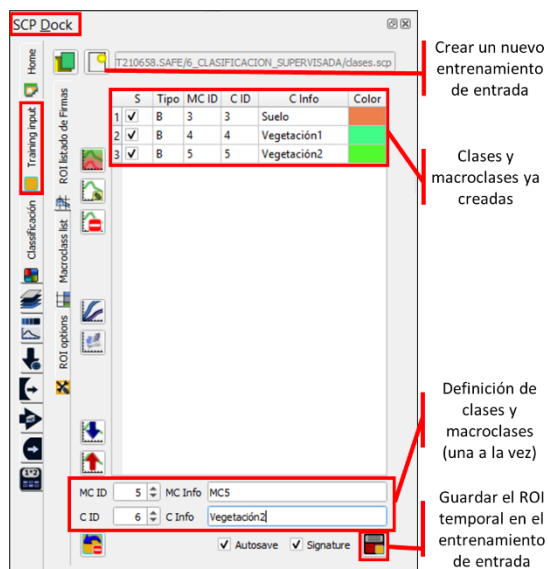 SCP Dock
Home
Training input
Classificación
ROI listado de Firmas
Macroclass list
ROI options
T210658.SAFE/6_CLASIFICACION_SUPERVISADA/clases.scp
S Tipo MC ID C ID C Info Color
1 B 3 3 Suelo
2 B 4 4 Vegetación1
3 B 5 5 Vegetación2
MC ID 5 MC Info MC5
C ID 6 C Info Vegetación2
Autosave Signature
Crear un nuevo
entrenamiento
de entrada
Clases y
macroclases ya
creadas
Definición de
clases y
macroclases
(una a la vez)
Guardar el ROI
temporal en el
entrenamiento
de entrada